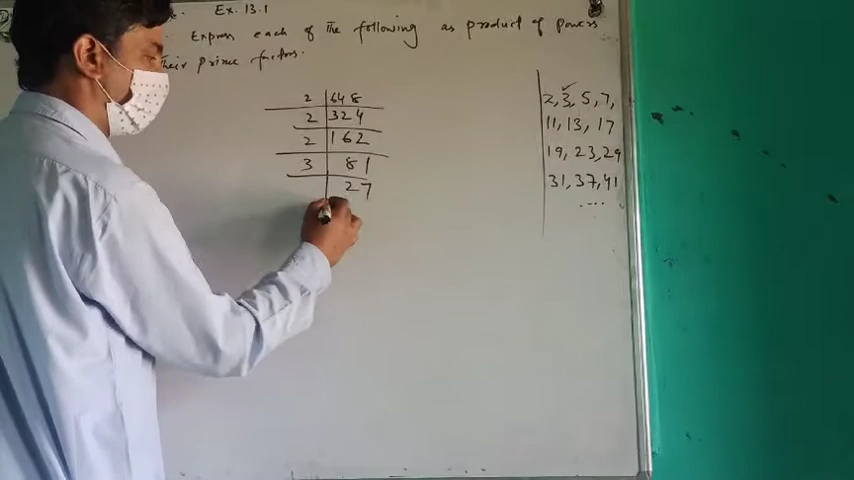 Ex. 13.1
Express each of the following as product of powers
their prime factors.
2 648
2 324
2 162
3 81
27
2, 3, 5, 7,
11, 13, 17
19, 23, 29
31, 37, 41
....